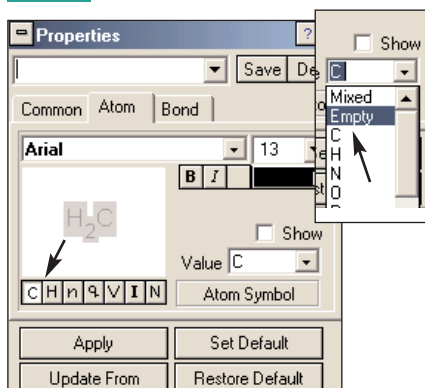 Properties ?
Save De
Common Atom Bond
Arial 13
B I
H2C
Show
Value C
C H n q V I N Atom Symbol
Apply Set Default
Update From Restore Default
Show
C
Mixed
Empty
C
H
N
O